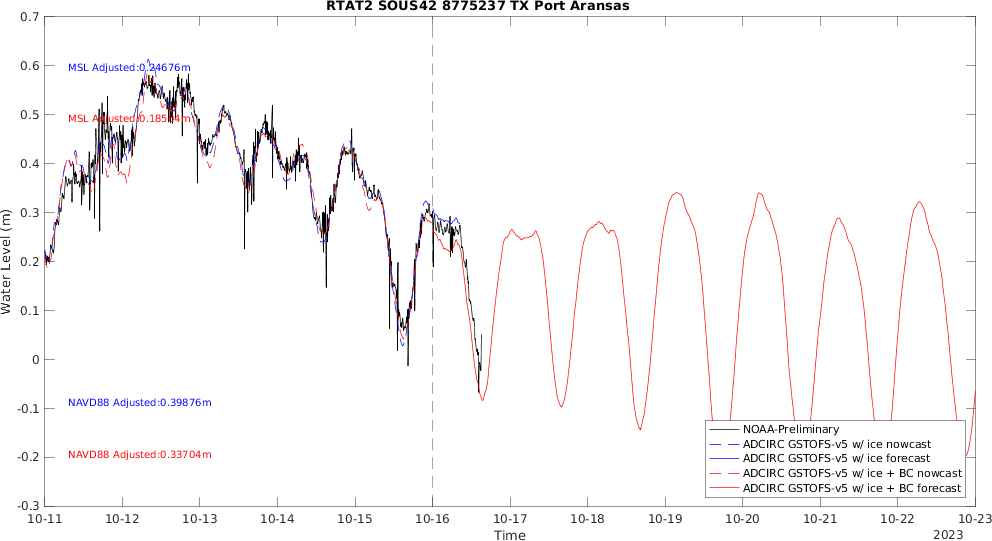 RTAT2 SOUS42 8775237 TX Port Aransas
0.7
0.6
0.5
0.4
0.3
0.2
0.1
0
-0.1
-0.2
-0.3
Water Level (m)
MSL Adjusted:0.24676m
MSL Adjusted:
NAVD88 Adjusted:0.39876m
NAVD88 Adjusted:0.33704m
NOAA-Preliminary
ADCIRC GSTOFS-v5 w/ ice nowcast
ADCIRC GSTOFS-v5 w/ ice forecast
ADCIRC GSTOFS-v5 w/ ice + BC nowcast
ADCIRC GSTOFS-v5 w/ ice + BC forecast
10-11 10-12 10-13 10-14 10-15 10-16 10-17 10-18 10-19 10-20 10-21 10-22 10-23
Time
2023